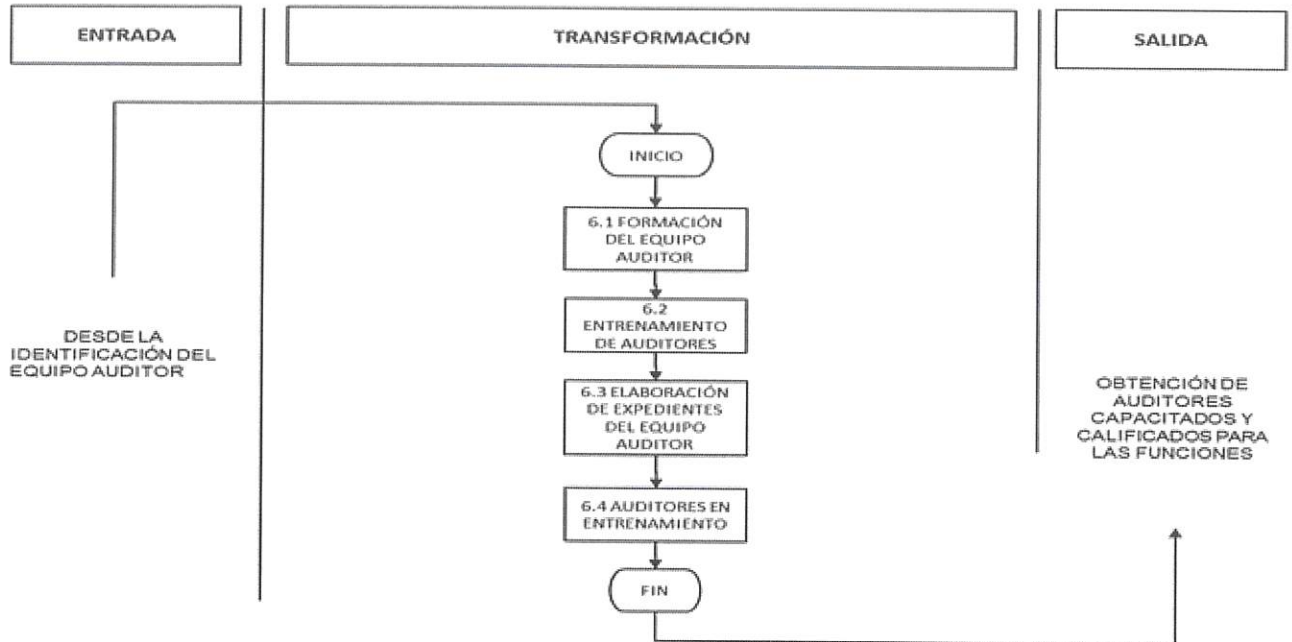 ENTRADA
TRANSFORMACIÓN
SALIDA
INICIO
6.1 FORMACIÓN
DEL EQUIPO
AUDITOR
6.2
ENTRENAMIENTO
DE AUDITORES
6.3 ELABORACIÓN
DE EXPEDIENTES
DEL EQUIPO
AUDITOR
6.4 AUDITORES EN
ENTRENAMIENTO
FIN
DESDE LA
IDENTIFICACIÓN DEL
EQUIPO AUDITOR
OBTENCIÓN DE
AUDITORES
CAPACITADOS Y
CALIFICADOS PARA
LAS FUNCIONES